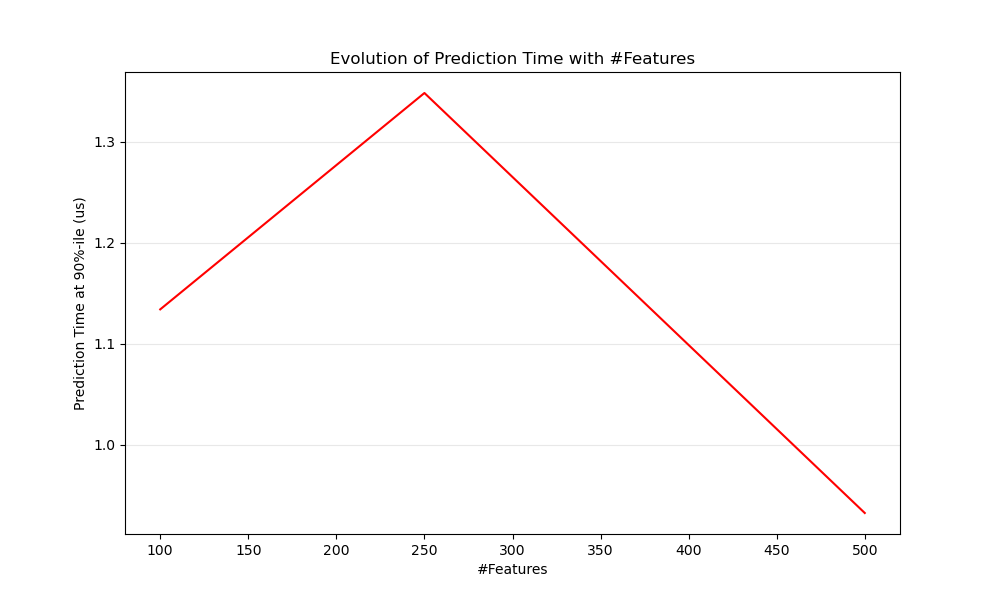 Evolution of Prediction Time with #Features
Prediction Time at 90%-ile (us)
1.3
1.2
1.1
1.0
100 150 200 250 300 350 400 450 500
#Features